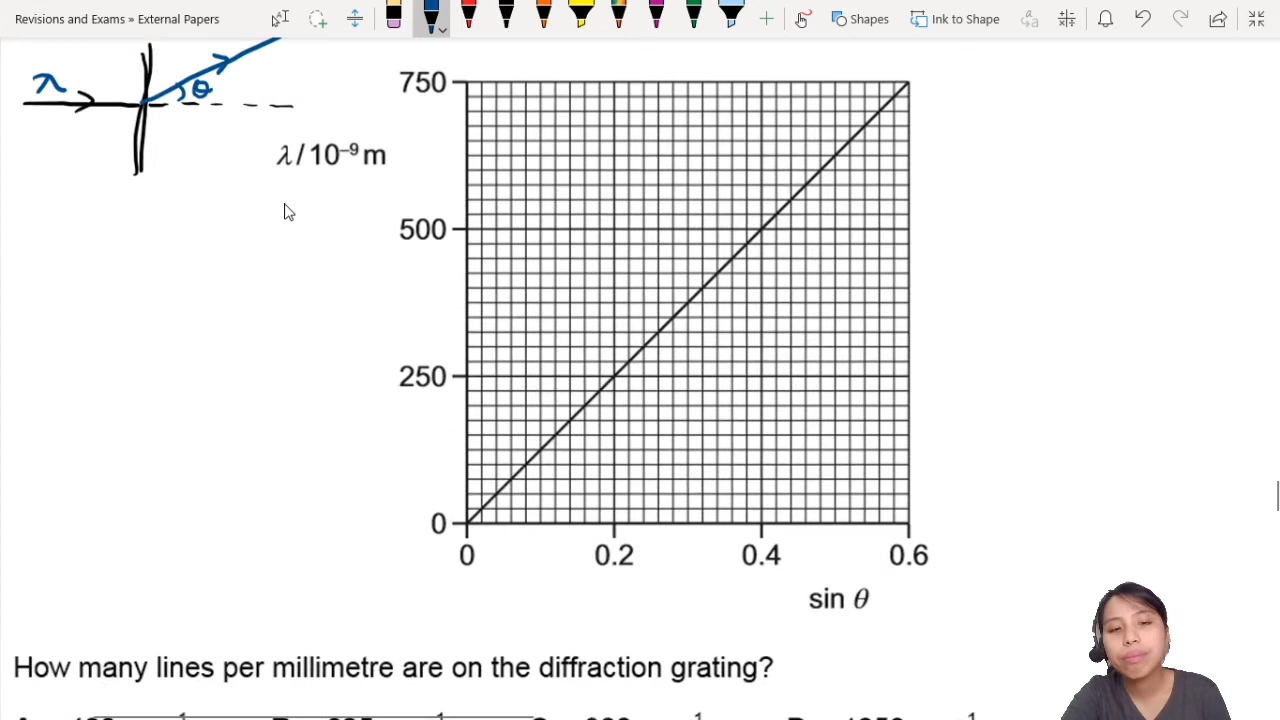 Revisions and Exams » External Papers
Shapes
Ink to Shape
λ
θ
λ / 10⁻⁹ m
750
500
250
0
0
0.2
0.4
0.6
sin θ
How many lines per millimetre are on the diffraction grating?